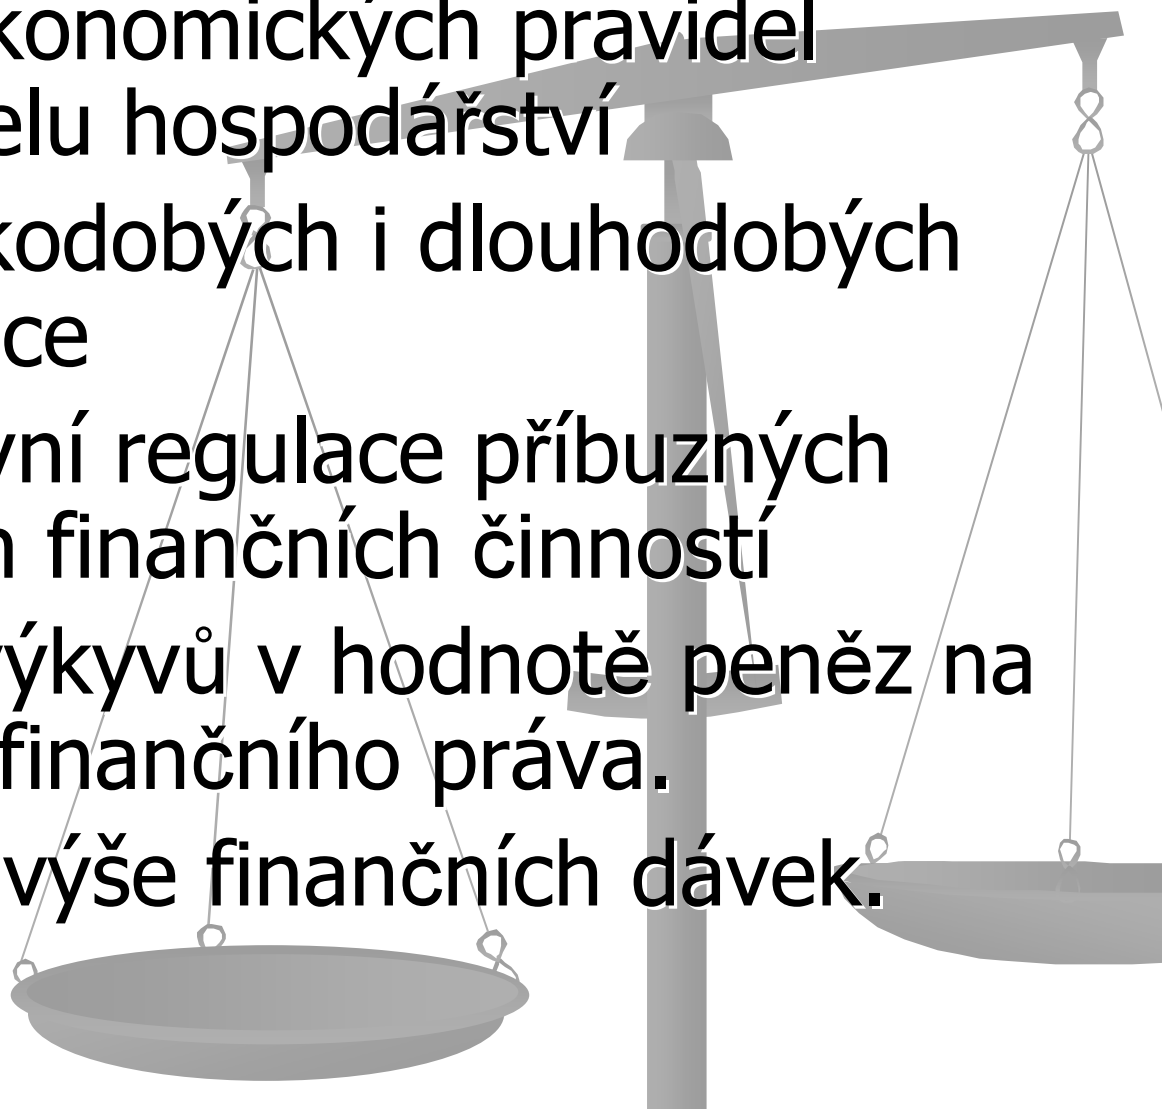 konomických pravidel
elu hospodářství
kodobých i dlouhodobých
ce
vní regulace příbuzných
h finančních činností
výkyvů v hodnotě peněz na
finančního práva.
výše finančních dávek.